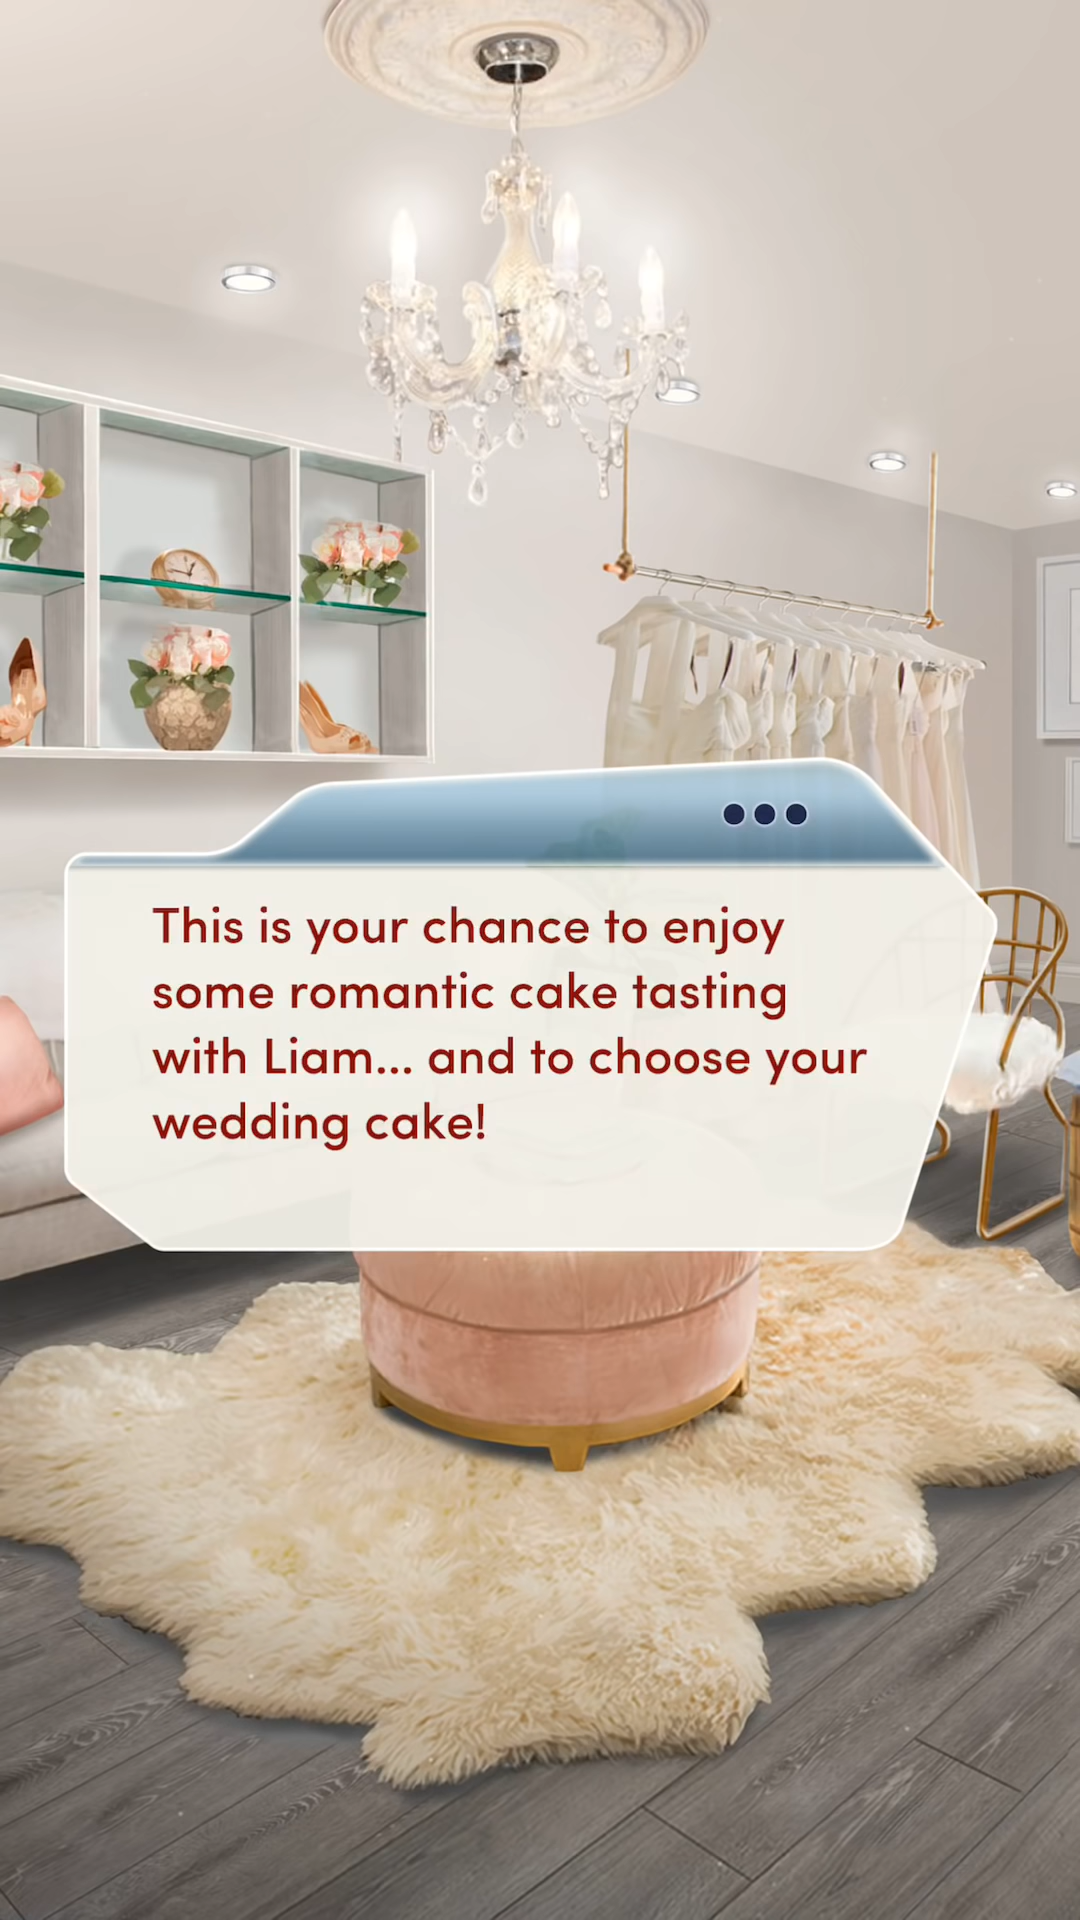 This is your chance to enjoy
some romantic cake tasting
with Liam... and to choose your
wedding cake!